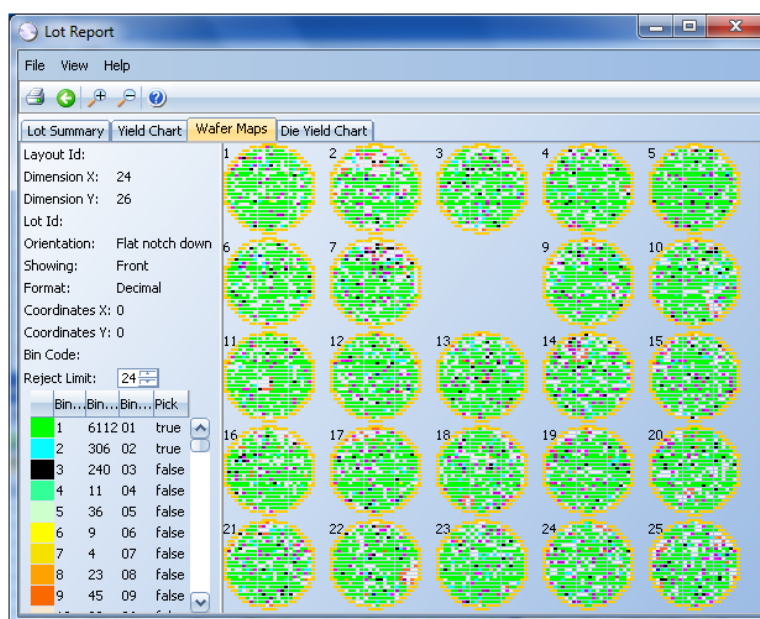 Lot Report
File View Help
Lot Summary Yield Chart Wafer Maps Die Yield Chart
Layout Id:
Dimension X: 24
Dimension Y: 26
Lot Id:
Orientation: Flat notch down
Showing: Front
Format: Decimal
Coordinates X: 0
Coordinates Y: 0
Bin Code:
Reject Limit: 24
Bin... Bin... Bin... Pick
1 6112 01 true
2 306 02 true
3 240 03 false
4 11 04 false
5 36 05 false
6 9 06 false
7 4 07 false
8 23 08 false
9 45 09 false
1 2 3 4 5
6 7 9 10
11 12 13 14 15
16 17 18 19 20
21 22 23 24 25